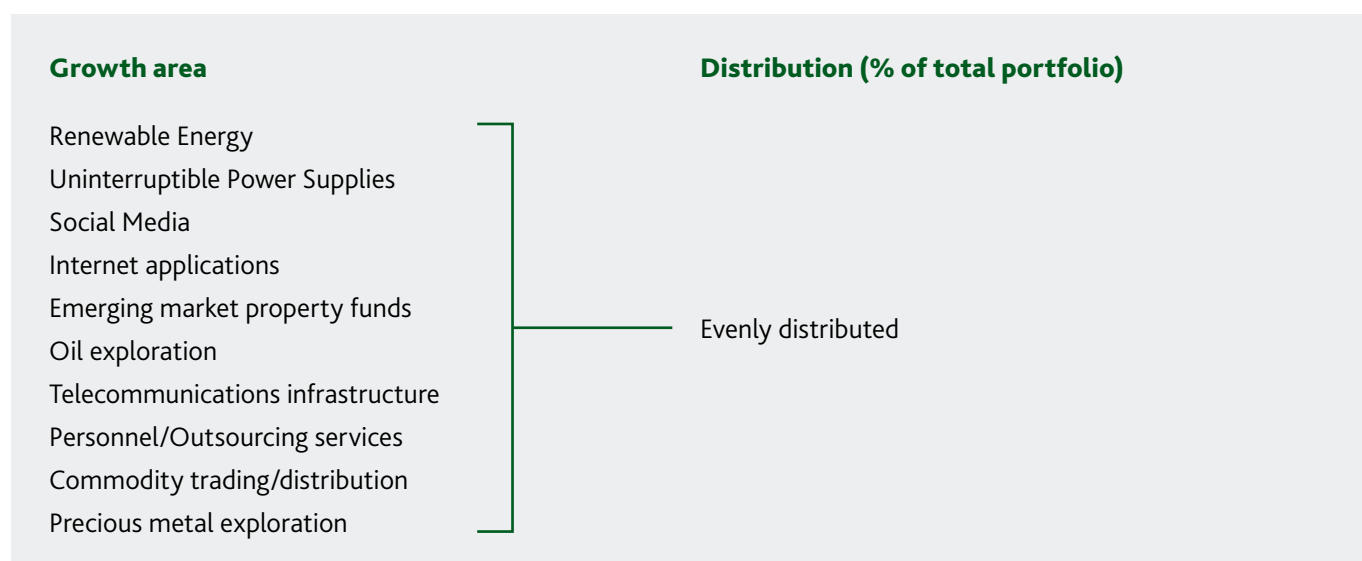 Growth area
Distribution (% of total portfolio)
Renewable Energy
Uninterruptible Power Supplies
Social Media
Internet applications
Emerging market property funds
Oil exploration
Telecommunications infrastructure
Personnel/Outsourcing services
Commodity trading/distribution
Precious metal exploration
Evenly distributed